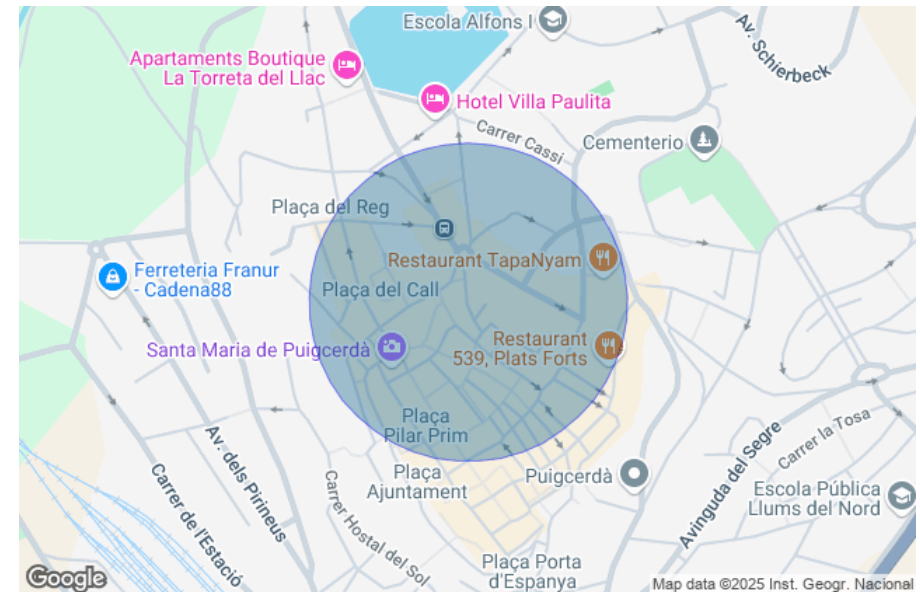 Escola Alfons I
Apartaments Boutique
La Torreta del Llac
Av. Schierbeck
Hotel Villa Paulita
Carrer Cassi
Cementerio
Plaça del Reg
Restaurant TapaNyam
Ferreteria Franur
- Cadena88
Plaça del Call
Santa Maria de Puigcerdà
Restaurant
539, Plats Forts
Plaça
Pilar Prim
Carrer la Tosa
Av. dels Pirineus
Plaça
Ajuntament
Puigcerdà
Avinguda del Segre
Carrer de l'Estació
Carrer Hostal del Sol
Escola Pública
Llums del Nord
Plaça Porta
d'Espanya
Google
Map data ©2025 Inst. Geogr. Nacional